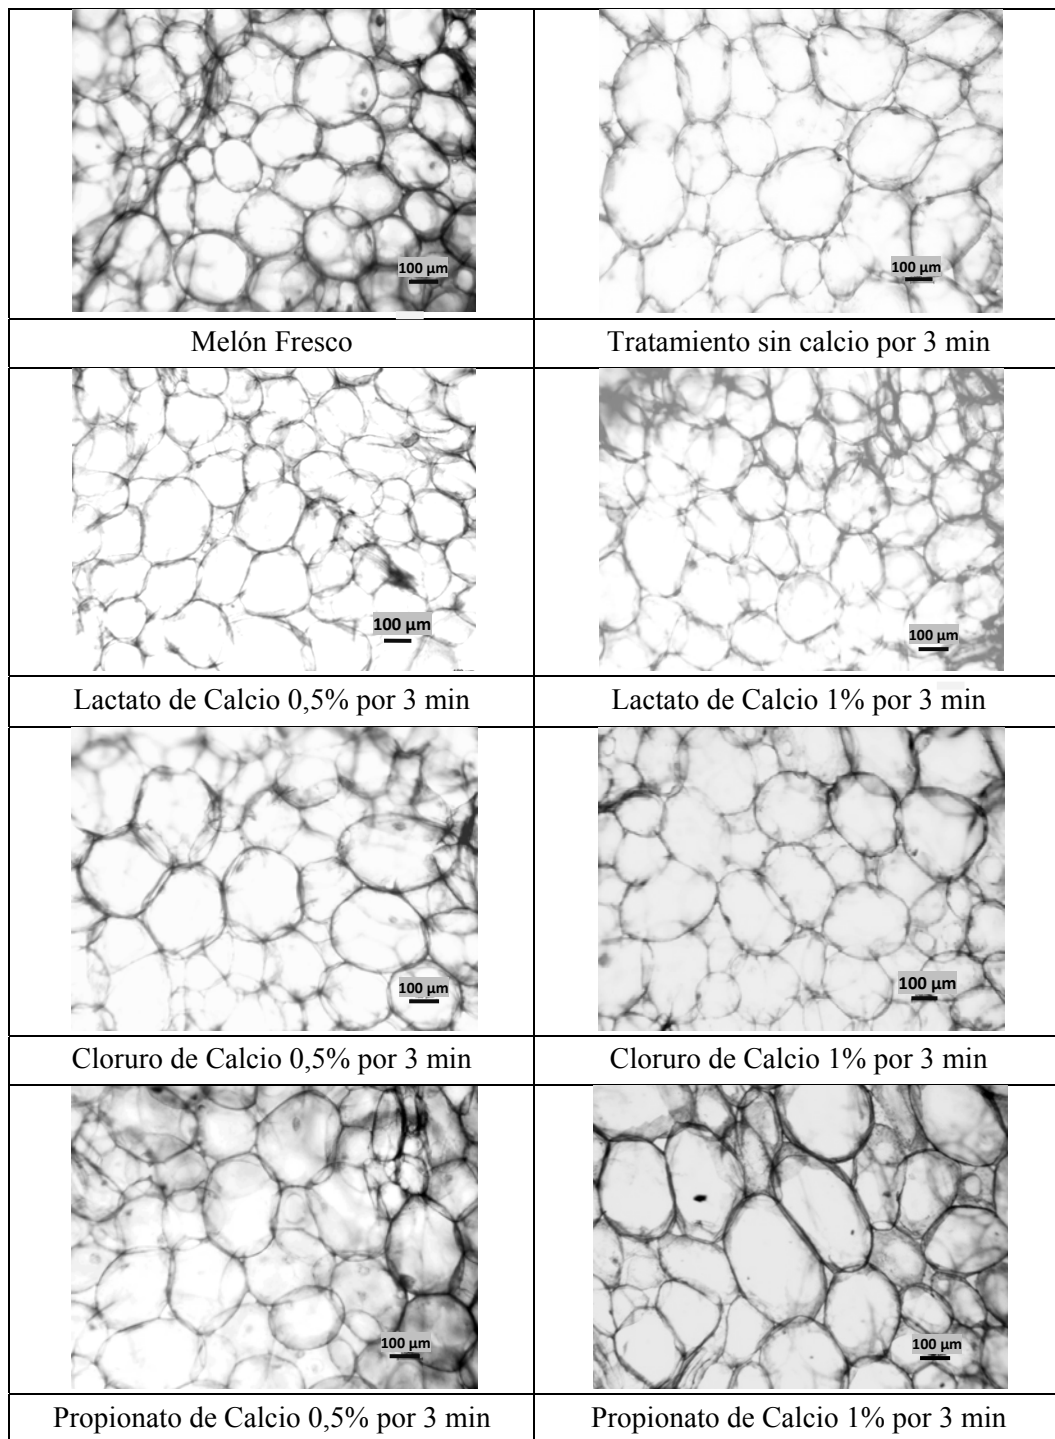 100 µm
100 µm
Melón Fresco
Tratamiento sin calcio por 3 min
100 µm
100 µm
Lactato de Calcio 0,5% por 3 min
Lactato de Calcio 1% por 3 min
100 µm
100 µm
Cloruro de Calcio 0,5% por 3 min
Cloruro de Calcio 1% por 3 min
100 µm
100 µm
Propionato de Calcio 0,5% por 3 min
Propionato de Calcio 1% por 3 min